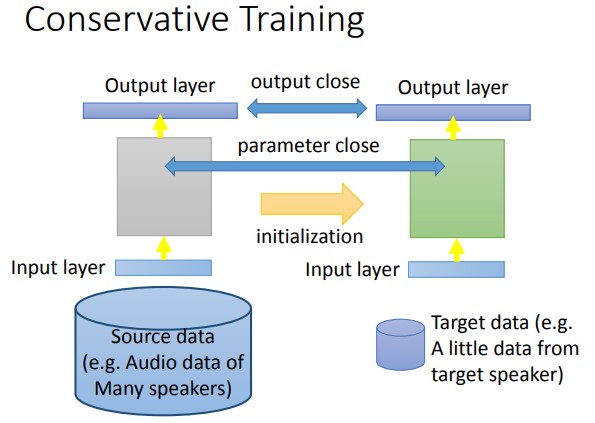 Conservative Training
Output layer
output close
Output layer
parameter close
initialization
Input layer
Input layer
Source data
(e.g. Audio data of
Many speakers)
Target data (e.g.
A little data from
target speaker)